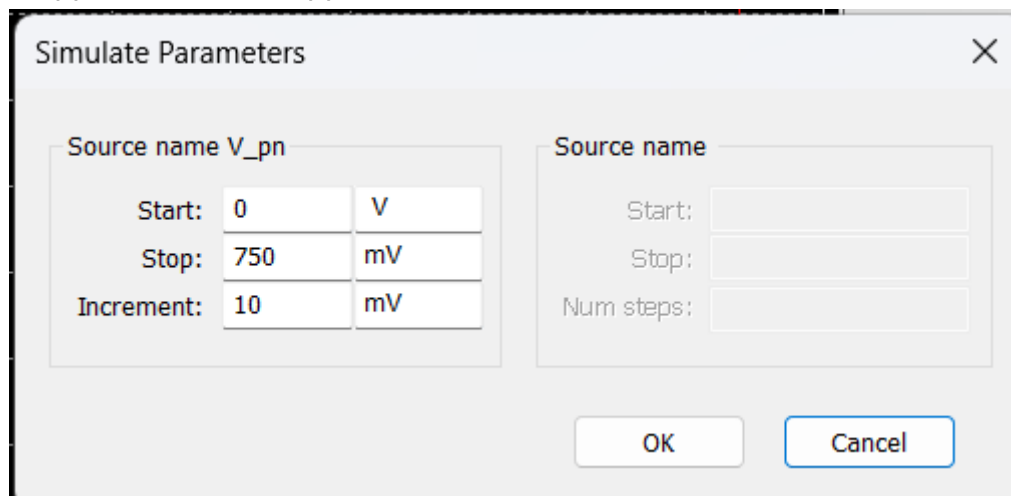 Simulate Parameters
Source name V_pn
Start: 0 V
Stop: 750 mV
Increment: 10 mV
Source name
Start:
Stop:
Num steps:
OK
Cancel